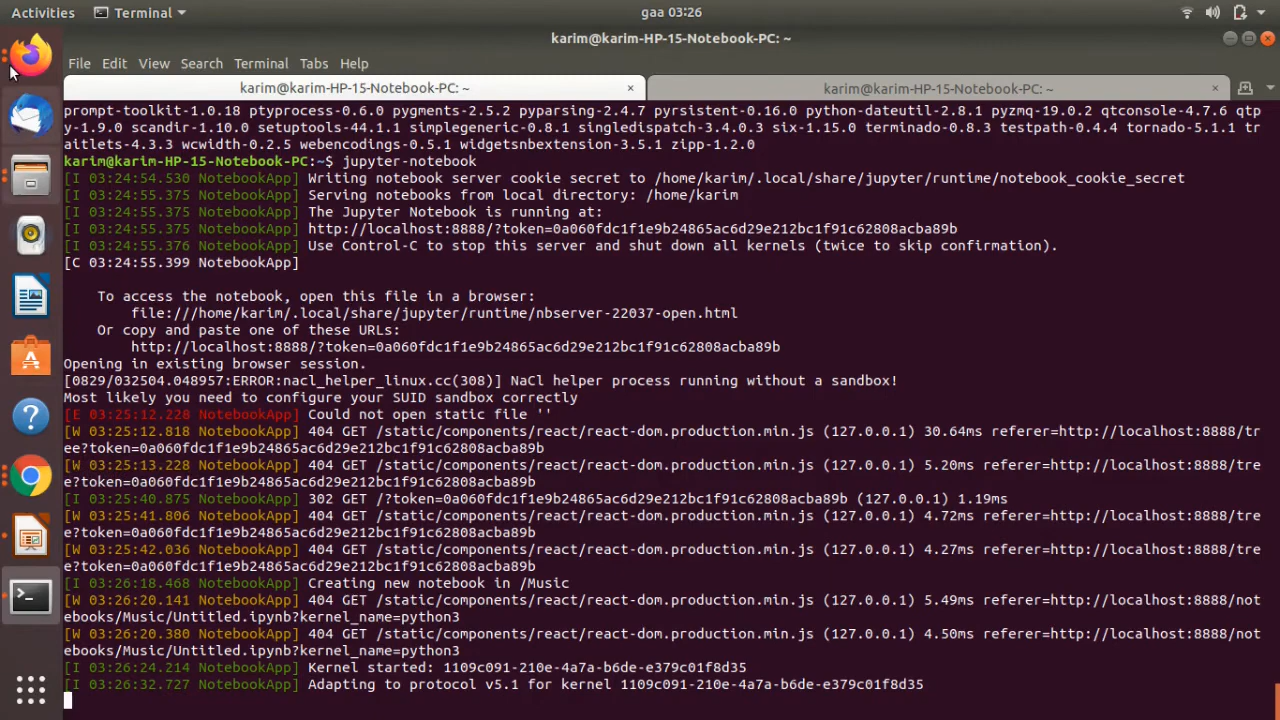 Activities Terminal gaa 03:26
karim@karim-HP-15-Notebook-PC: ~
File Edit View Search Terminal Tabs Help
karim@karim-HP-15-Notebook-PC: ~ × karim@karim-HP-15-Notebook-PC: ~ ×
prompt-toolkit-1.0.18 ptyprocess-0.6.0 pygments-2.5.2 pyparsing-2.4.7 pyrsistent-0.16.0 python-dateutil-2.8.1 pyzmq-19.0.2 qtconsole-4.7.6 qtp
y-1.9.0 scandir-1.10.0 setuptools-44.1.1 simplegeneric-0.8.1 singledispatch-3.4.0.3 six-1.15.0 terminado-0.8.3 testpath-0.4.4 tornado-5.1.1 tr
aitlets-4.3.3 wcwidth-0.2.5 webencodings-0.5.1 widgetsnbextension-3.5.1 zipp-1.2.0
karim@karim-HP-15-Notebook-PC:~$ jupyter-notebook
[I 03:24:54.530 NotebookApp] Writing notebook server cookie secret to /home/karim/.local/share/jupyter/runtime/notebook_cookie_secret
[I 03:24:55.375 NotebookApp] Serving notebooks from local directory: /home/karim
[I 03:24:55.375 NotebookApp] The Jupyter Notebook is running at:
[I 03:24:55.375 NotebookApp] http://localhost:8888/?token=0a060fdc1f1e9b24865ac6d29e212bc1f91c62808acba89b
[I 03:24:55.376 NotebookApp] Use Control-C to stop this server and shut down all kernels (twice to skip confirmation).
[C 03:24:55.399 NotebookApp]
To access the notebook, open this file in a browser:
file:///home/karim/.local/share/jupyter/runtime/nbserver-22037-open.html
Or copy and paste one of these URLs:
http://localhost:8888/?token=0a060fdc1f1e9b24865ac6d29e212bc1f91c62808acba89b
Opening in existing browser session.
[0829/032504.048957:ERROR:nacl_helper_linux.cc(308)] NaCl helper process running without a sandbox!
Most likely you need to configure your SUID sandbox correctly
[E 03:25:12.228 NotebookApp] Could not open static file ''
[W 03:25:12.818 NotebookApp] 404 GET /static/components/react/react-dom.production.min.js (127.0.0.1) 30.64ms referer=http://localhost:8888/tr
ee?token=0a060fdc1f1e9b24865ac6d29e212bc1f91c62808acba89b
[W 03:25:13.228 NotebookApp] 404 GET /static/components/react/react-dom.production.min.js (127.0.0.1) 5.20ms referer=http://localhost:8888/tre
e?token=0a060fdc1f1e9b24865ac6d29e212bc1f91c62808acba89b
[I 03:25:40.875 NotebookApp] 302 GET /?token=0a060fdc1f1e9b24865ac6d29e212bc1f91c62808acba89b (127.0.0.1) 1.19ms
[W 03:25:41.806 NotebookApp] 404 GET /static/components/react/react-dom.production.min.js (127.0.0.1) 4.72ms referer=http://localhost:8888/tre
e?token=0a060fdc1f1e9b24865ac6d29e212bc1f91c62808acba89b
[W 03:25:42.036 NotebookApp] 404 GET /static/components/react/react-dom.production.min.js (127.0.0.1) 4.27ms referer=http://localhost:8888/tre
e?token=0a060fdc1f1e9b24865ac6d29e212bc1f91c62808acba89b
[I 03:26:18.468 NotebookApp] Creating new notebook in /Music
[W 03:26:20.141 NotebookApp] 404 GET /static/components/react/react-dom.production.min.js (127.0.0.1) 5.49ms referer=http://localhost:8888/not
ebooks/Music/Untitled.ipynb?kernel_name=python3
[W 03:26:20.380 NotebookApp] 404 GET /static/components/react/react-dom.production.min.js (127.0.0.1) 4.50ms referer=http://localhost:8888/not
ebooks/Music/Untitled.ipynb?kernel_name=python3
[I 03:26:24.214 NotebookApp] Kernel started: 1109c091-210e-4a7a-b6de-e379c01f8d35
[I 03:26:32.727 NotebookApp] Adapting to protocol v5.1 for kernel 1109c091-210e-4a7a-b6de-e379c01f8d35